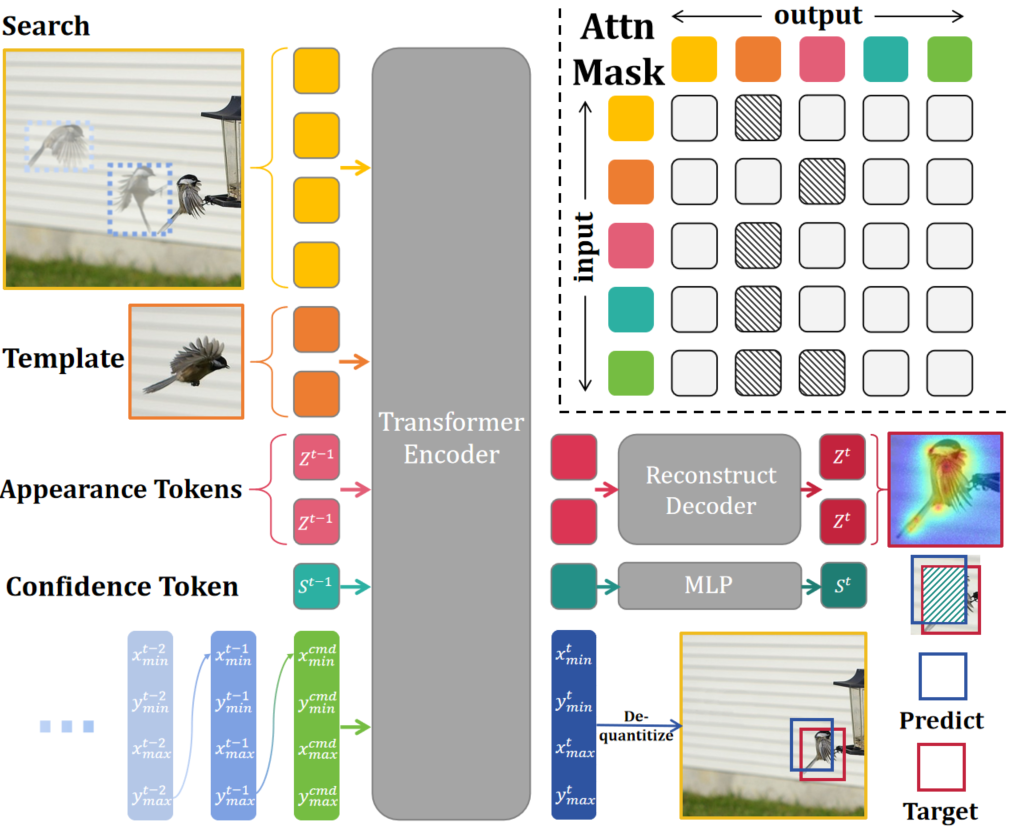 Search
Attn
Mask
output
input
Template
Appearance Tokens
Confidence Token
Z^{t-1}
Z^{t-1}
S^{t-1}
Transformer
Encoder
Reconstruct
Decoder
Z^t
Z^t
MLP
S^t
x_{min}^{t-2}
y_{min}^{t-2}
x_{max}^{t-2}
y_{max}^{t-2}
x_{min}^{t-1}
y_{min}^{t-1}
x_{max}^{t-1}
y_{max}^{t-1}
x_{min}^{cmd}
y_{min}^{cmd}
x_{max}^{cmd}
y_{max}^{cmd}
x_{min}^t
y_{min}^t
x_{max}^t
y_{max}^t
De-
quantitize
Predict
Target